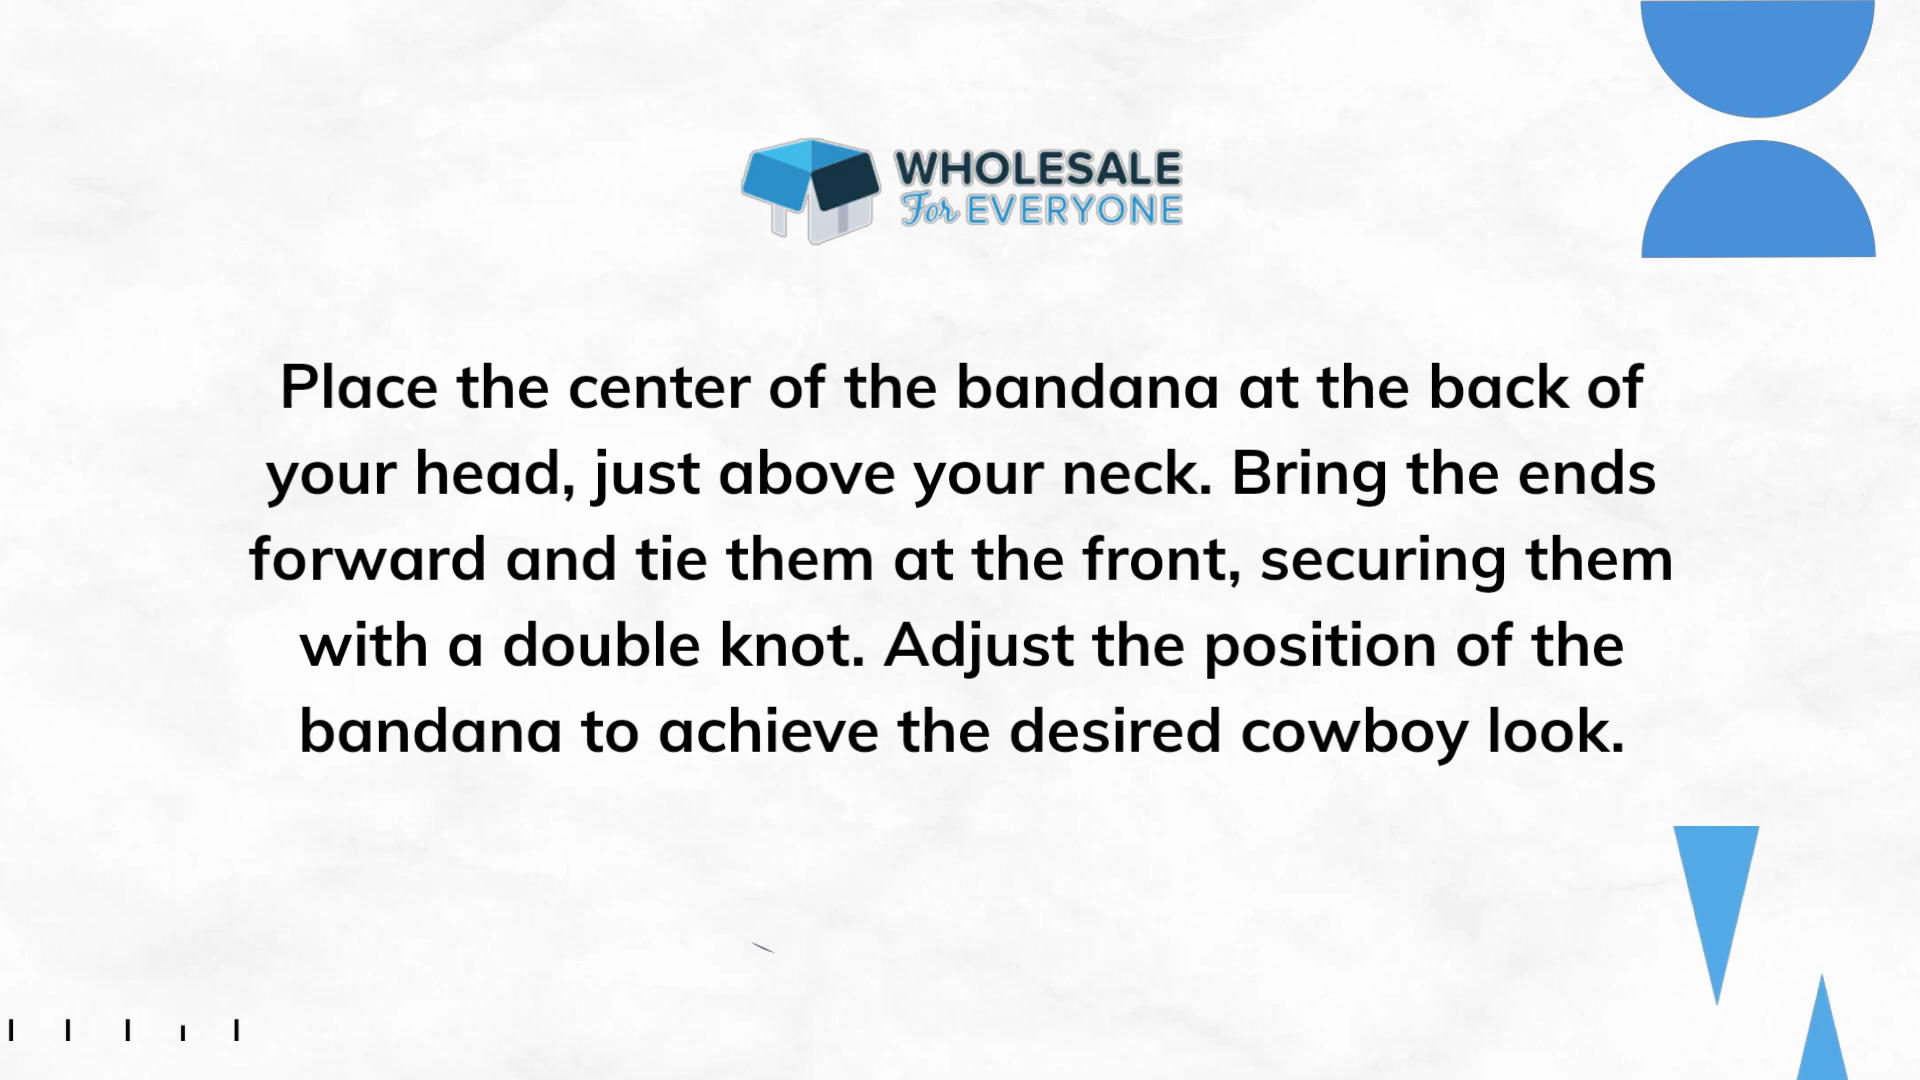 WHOLESALE
For EVERYONE
Place the center of the bandana at the back of
your head, just above your neck. Bring the ends
forward and tie them at the front, securing them
with a double knot. Adjust the position of the
bandana to achieve the desired cowboy look.